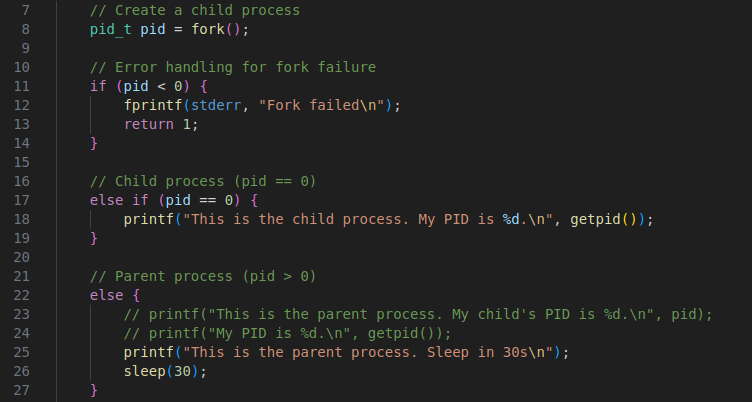 7 // Create a child process
8 pid_t pid = fork();
9
10 // Error handling for fork failure
11 if (pid < 0) {
12 fprintf(stderr, "Fork failed\n");
13 return 1;
14 }
15
16 // Child process (pid == 0)
17 else if (pid == 0) {
18 printf("This is the child process. My PID is %d.\n", getpid());
19 }
20
21 // Parent process (pid > 0)
22 else {
23 // printf("This is the parent process. My child's PID is %d.\n", pid);
24 // printf("My PID is %d.\n", getpid());
25 printf("This is the parent process. Sleep in 30s\n");
26 sleep(30);
27 }